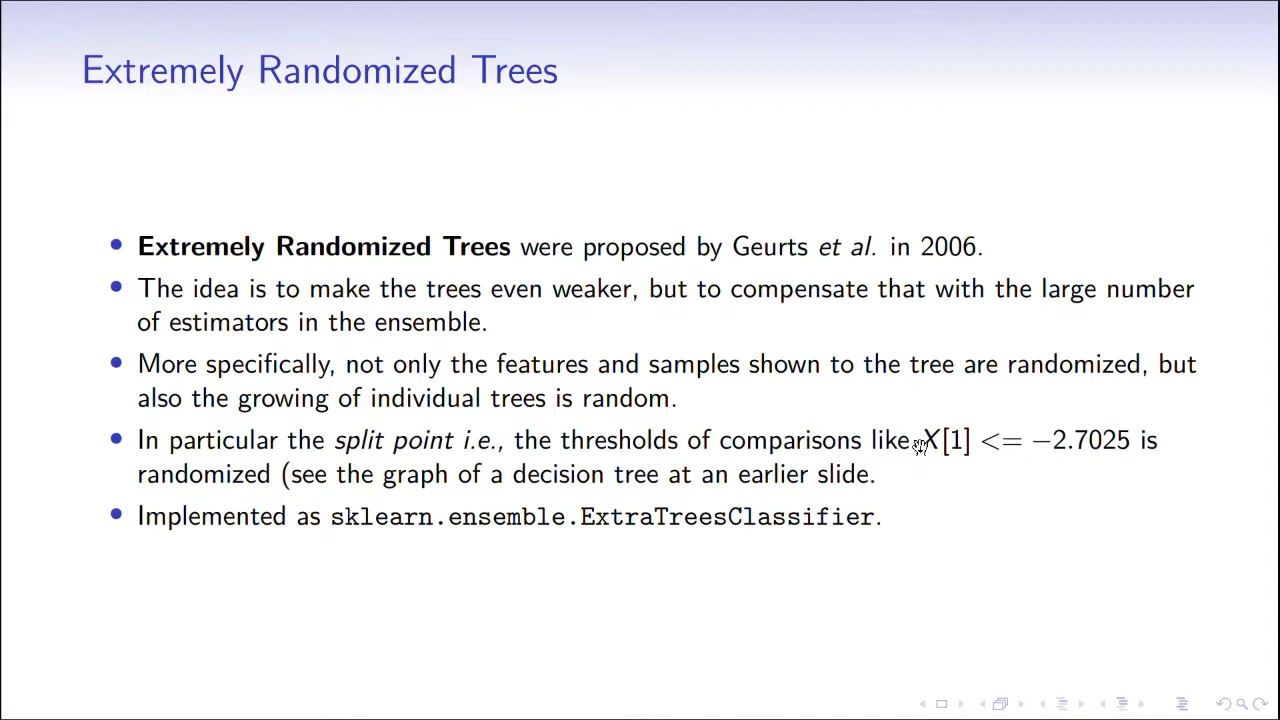 Extremely Randomized Trees
• Extremely Randomized Trees were proposed by Geurts et al. in 2006.
• The idea is to make the trees even weaker, but to compensate that with the large number
of estimators in the ensemble.
• More specifically, not only the features and samples shown to the tree are randomized, but
also the growing of individual trees is random.
• In particular the split point i.e., the thresholds of comparisons like X[1] <= −2.7025 is
randomized (see the graph of a decision tree at an earlier slide.
• Implemented as sklearn.ensemble.ExtraTreesClassifier.